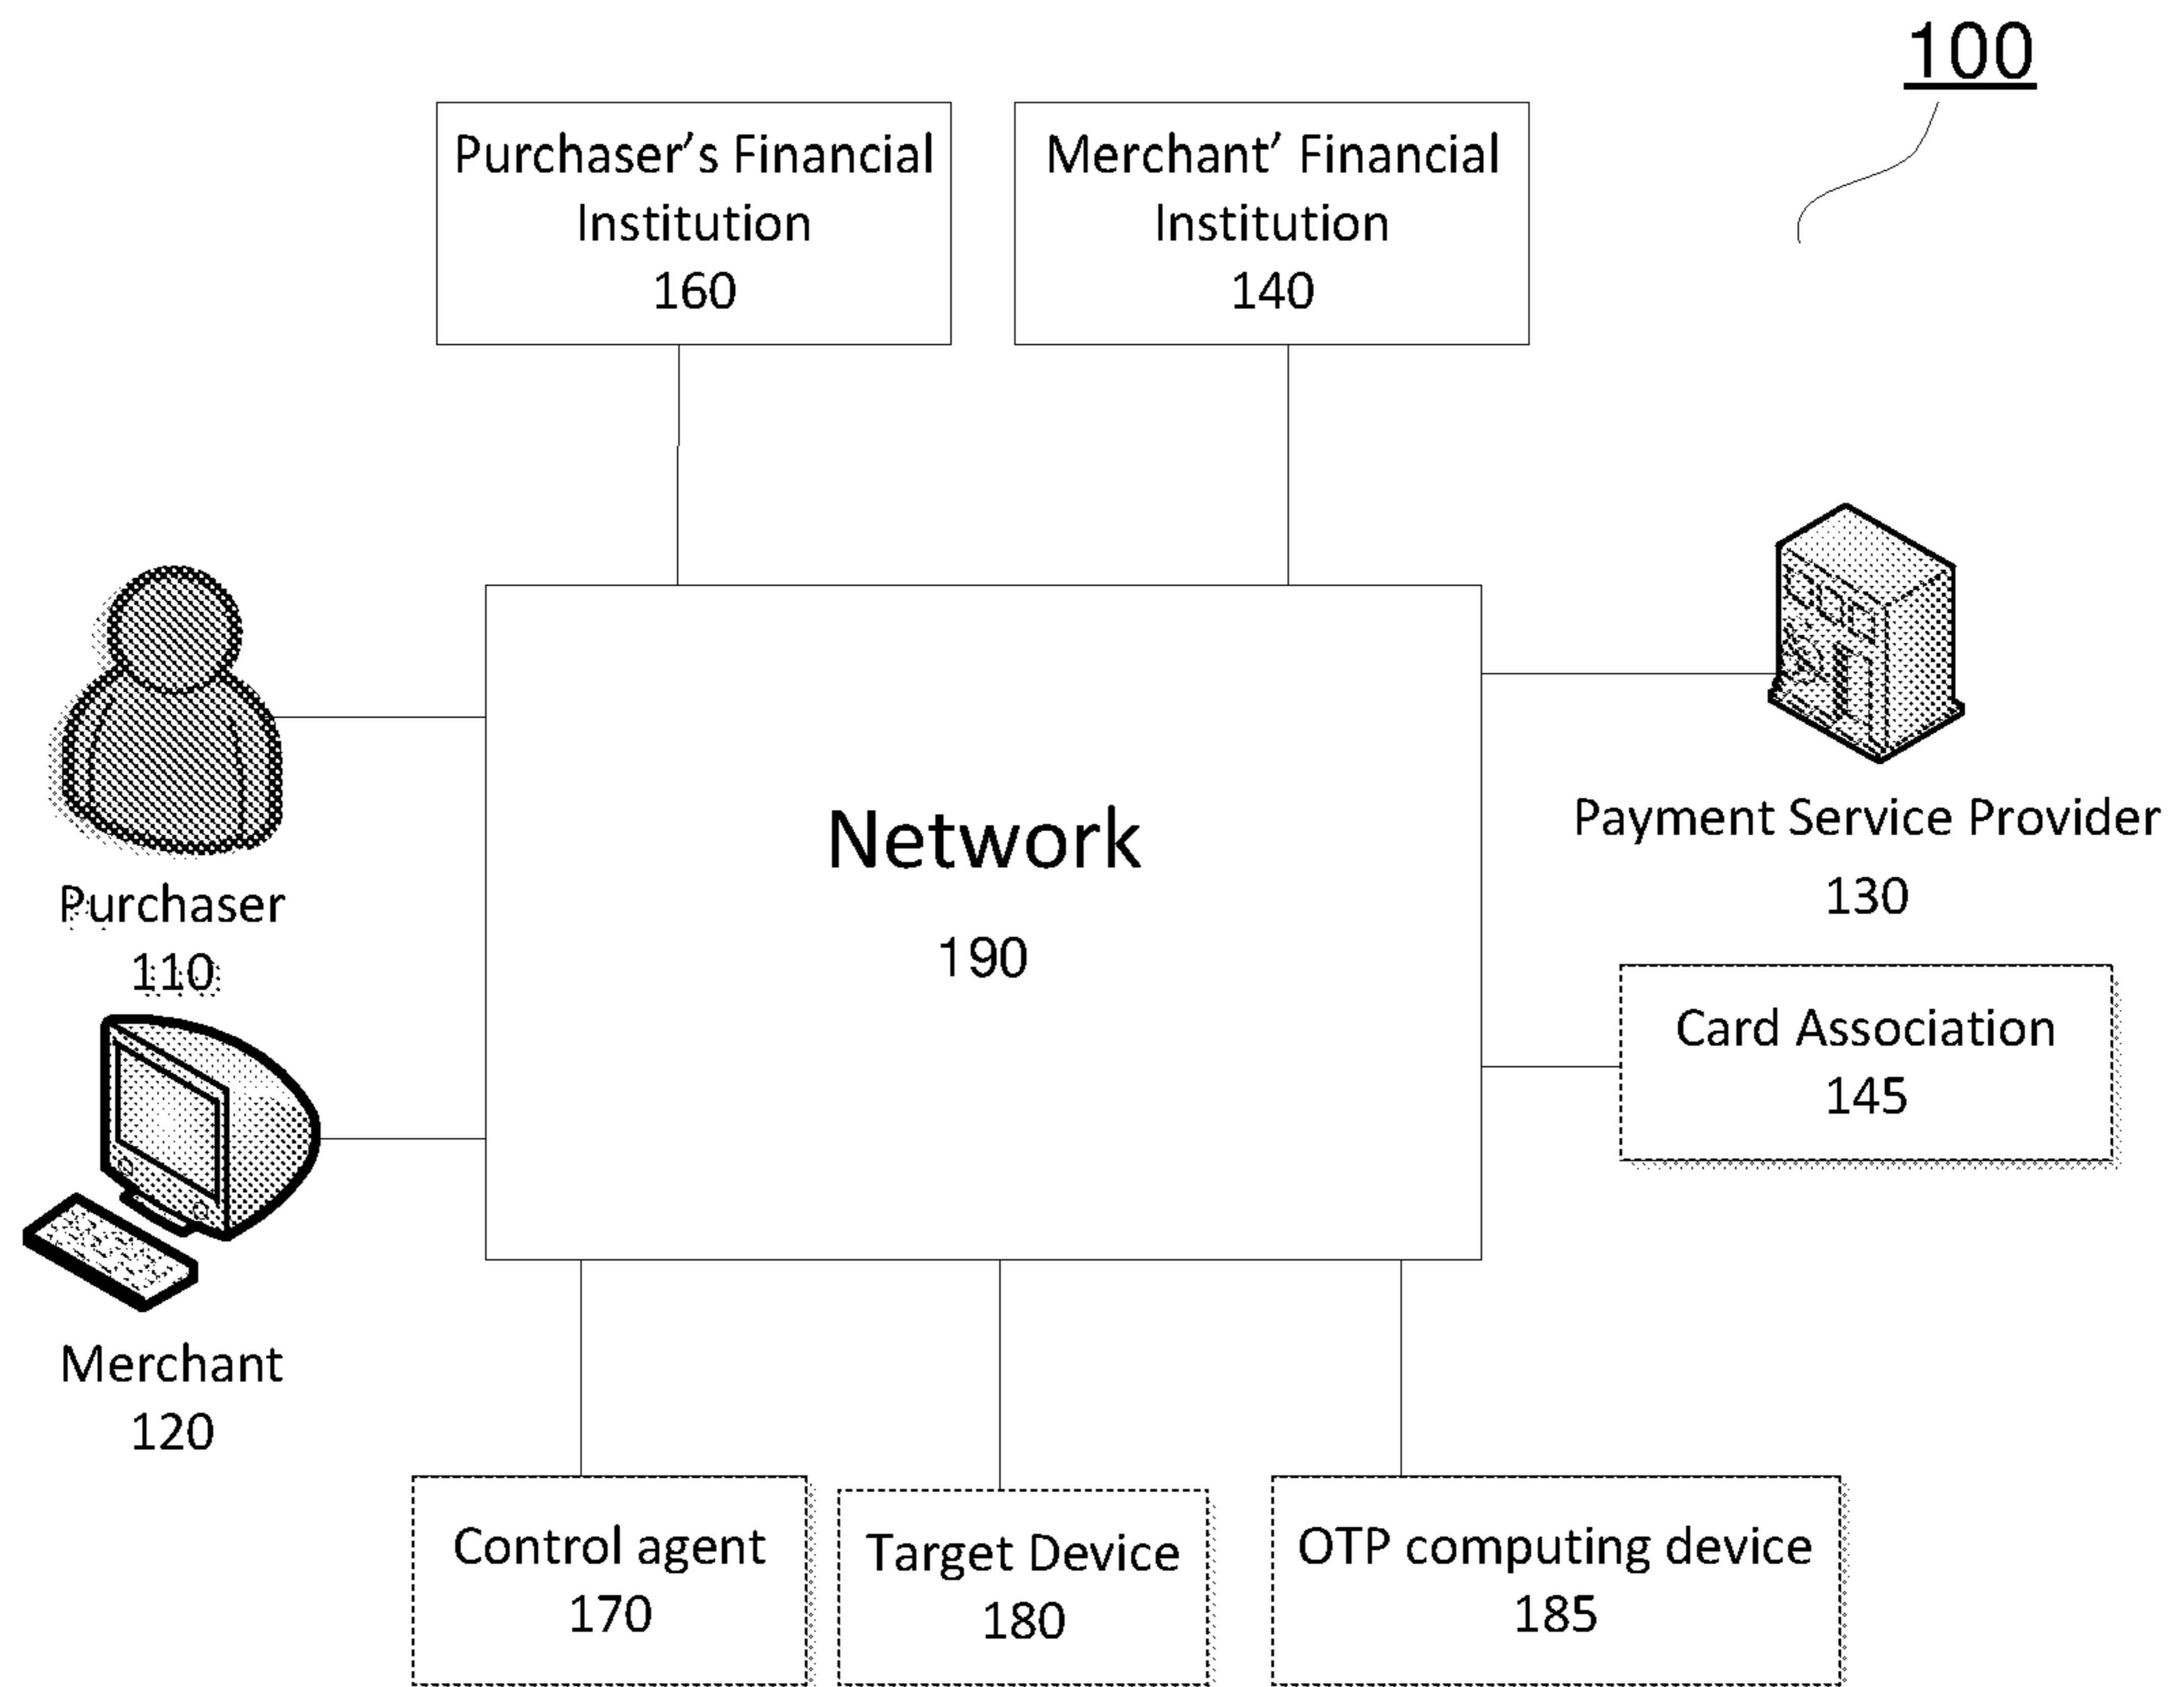 100
Purchaser's Financial
Institution
160
Merchant' Financial
Institution
140
Purchaser
110
Network
190
Payment Service Provider
130
Card Association
145
Merchant
120
Control agent
170
Target Device
180
OTP computing device
185